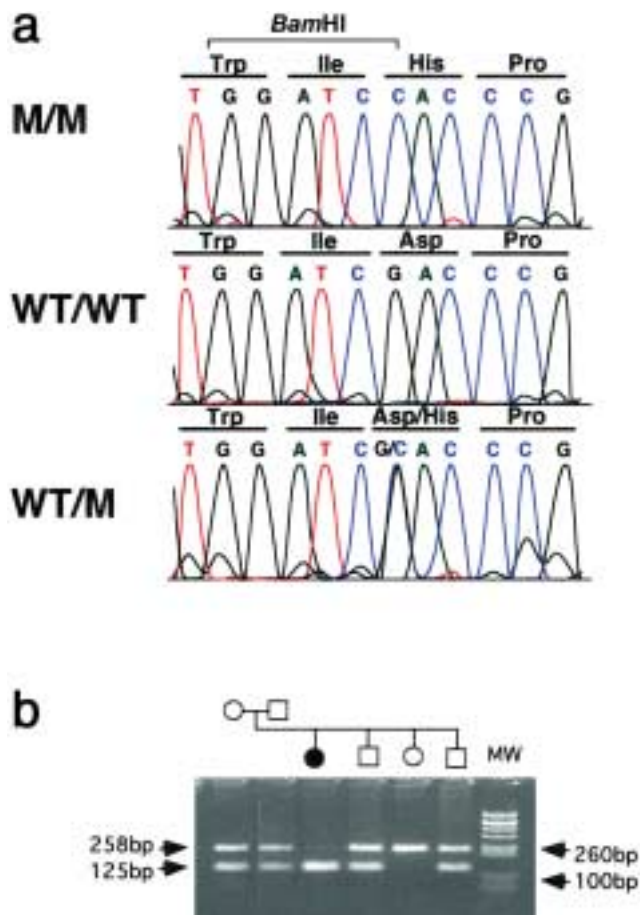 a
BamHI
Trp Ile His Pro
M/M
T G G A T C C A C C C G
Trp Ile Asp Pro
WT/WT
T G G A T C G A C C C G
Trp Ile Asp/His Pro
WT/M
T G G A T C G/C A C C C G
b
MW
258bp
260bp
125bp
100bp